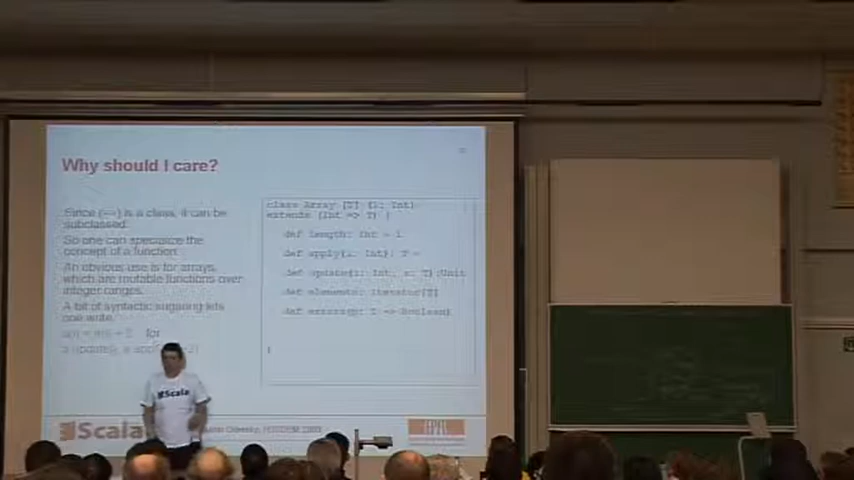 Why should I care?
Since (=>) is a class, it can be
subclassed.
So one can specialize the
concept of a function.
An obvious use is for arrays,
which are mutable functions over
integer ranges.
A bit of syntactic sugaring lets
one write:
for
class Array [T] (l: Int)
extends (Int => T) {
def length: Int = l
def apply(i: Int): T =
def update(i: Int, x: T):Unit
def elements: Iterator[T]
def exists(p: T => Boolean)
}
Scala
Scala
EPFL